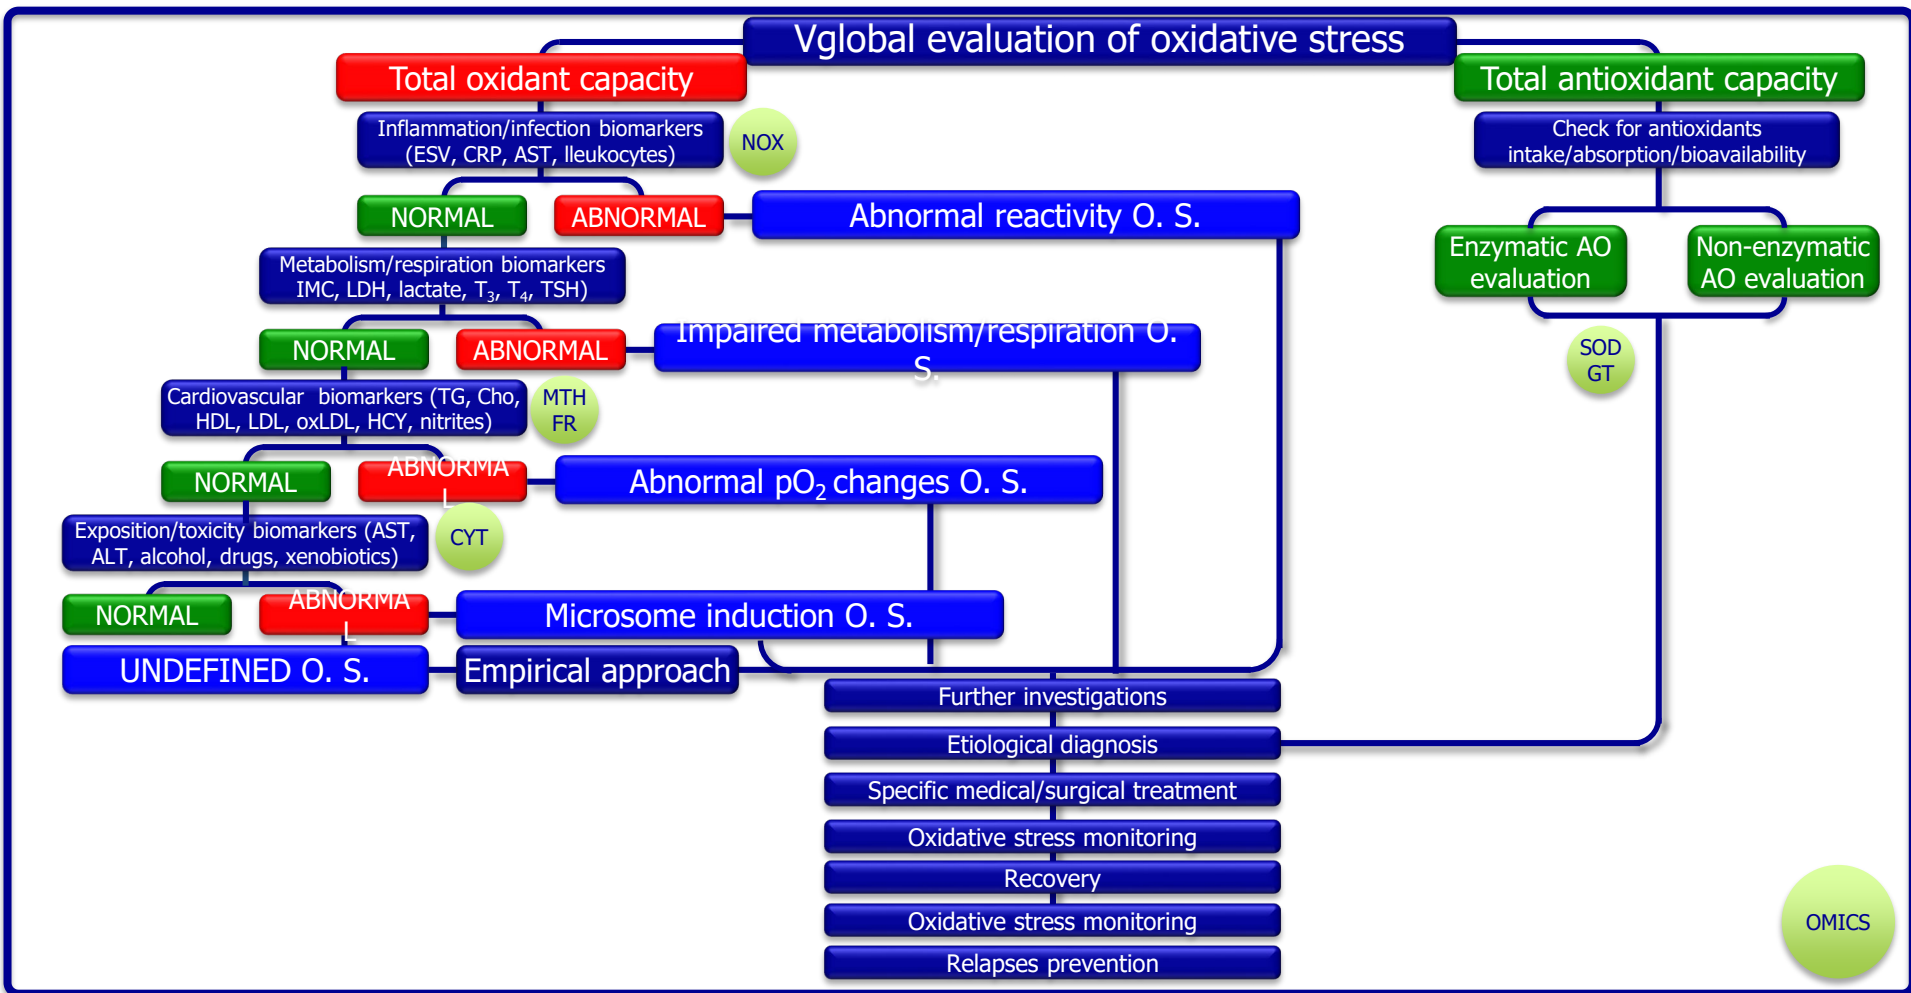 Vglobal evaluation of oxidative stress
Total oxidant capacity
Total antioxidant capacity
Inflammation/infection biomarkers
(ESV, CRP, AST, lleukocytes)
NOX
Check for antioxidants
intake/absorption/bioavailability
NORMAL
ABNORMAL
Abnormal reactivity O. S.
Enzymatic AO
evaluation
Non-enzymatic
AO evaluation
Metabolism/respiration biomarkers
IMC, LDH, lactate, T3, T4, TSH)
NORMAL
ABNORMAL
Impaired metabolism/respiration O.
S.
SOD
GT
Cardiovascular biomarkers (TG, Cho,
HDL, LDL, oxLDL, HCY, nitrites)
MTH
FR
NORMAL
ABNORMA
L
Abnormal pO2 changes O. S.
Exposition/toxicity biomarkers (AST,
ALT, alcohol, drugs, xenobiotics)
CYT
NORMAL
ABNORMA
L
Microsome induction O. S.
UNDEFINED O. S.
Empirical approach
Further investigations
Etiological diagnosis
Specific medical/surgical treatment
Oxidative stress monitoring
Recovery
Oxidative stress monitoring
Relapses prevention
OMICS